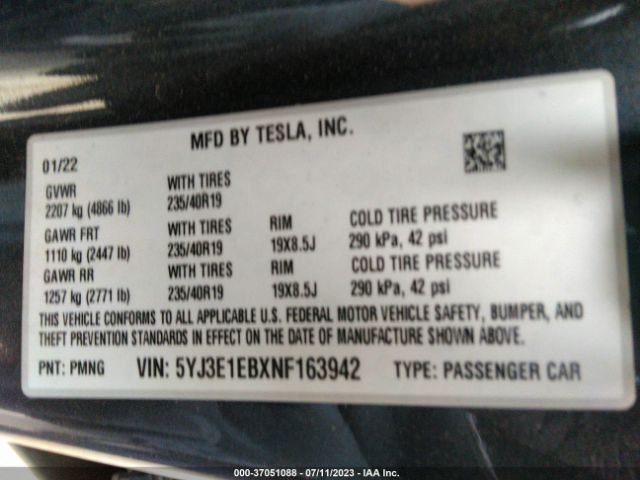 MFD BY TESLA, INC.
01/22
GVWR WITH TIRES
2207 kg (4866 lb) 235/40R19
GAWR FRT WITH TIRES RIM COLD TIRE PRESSURE
1110 kg (2447 lb) 235/40R19 19X8.5J 290 kPa, 42 psi
GAWR RR WITH TIRES RIM COLD TIRE PRESSURE
1257 kg (2771 lb) 235/40R19 19X8.5J 290 kPa, 42 psi
THIS VEHICLE CONFORMS TO ALL APPLICABLE U.S. FEDERAL MOTOR VEHICLE SAFETY, BUMPER, AND
THEFT PREVENTION STANDARDS IN EFFECT ON THE DATE OF MANUFACTURE SHOWN ABOVE.
PNT: PMNG VIN: 5YJ3E1EBXNF163942 TYPE: PASSENGER CAR
000-37051088 - 07/11/2023 - IAA Inc.